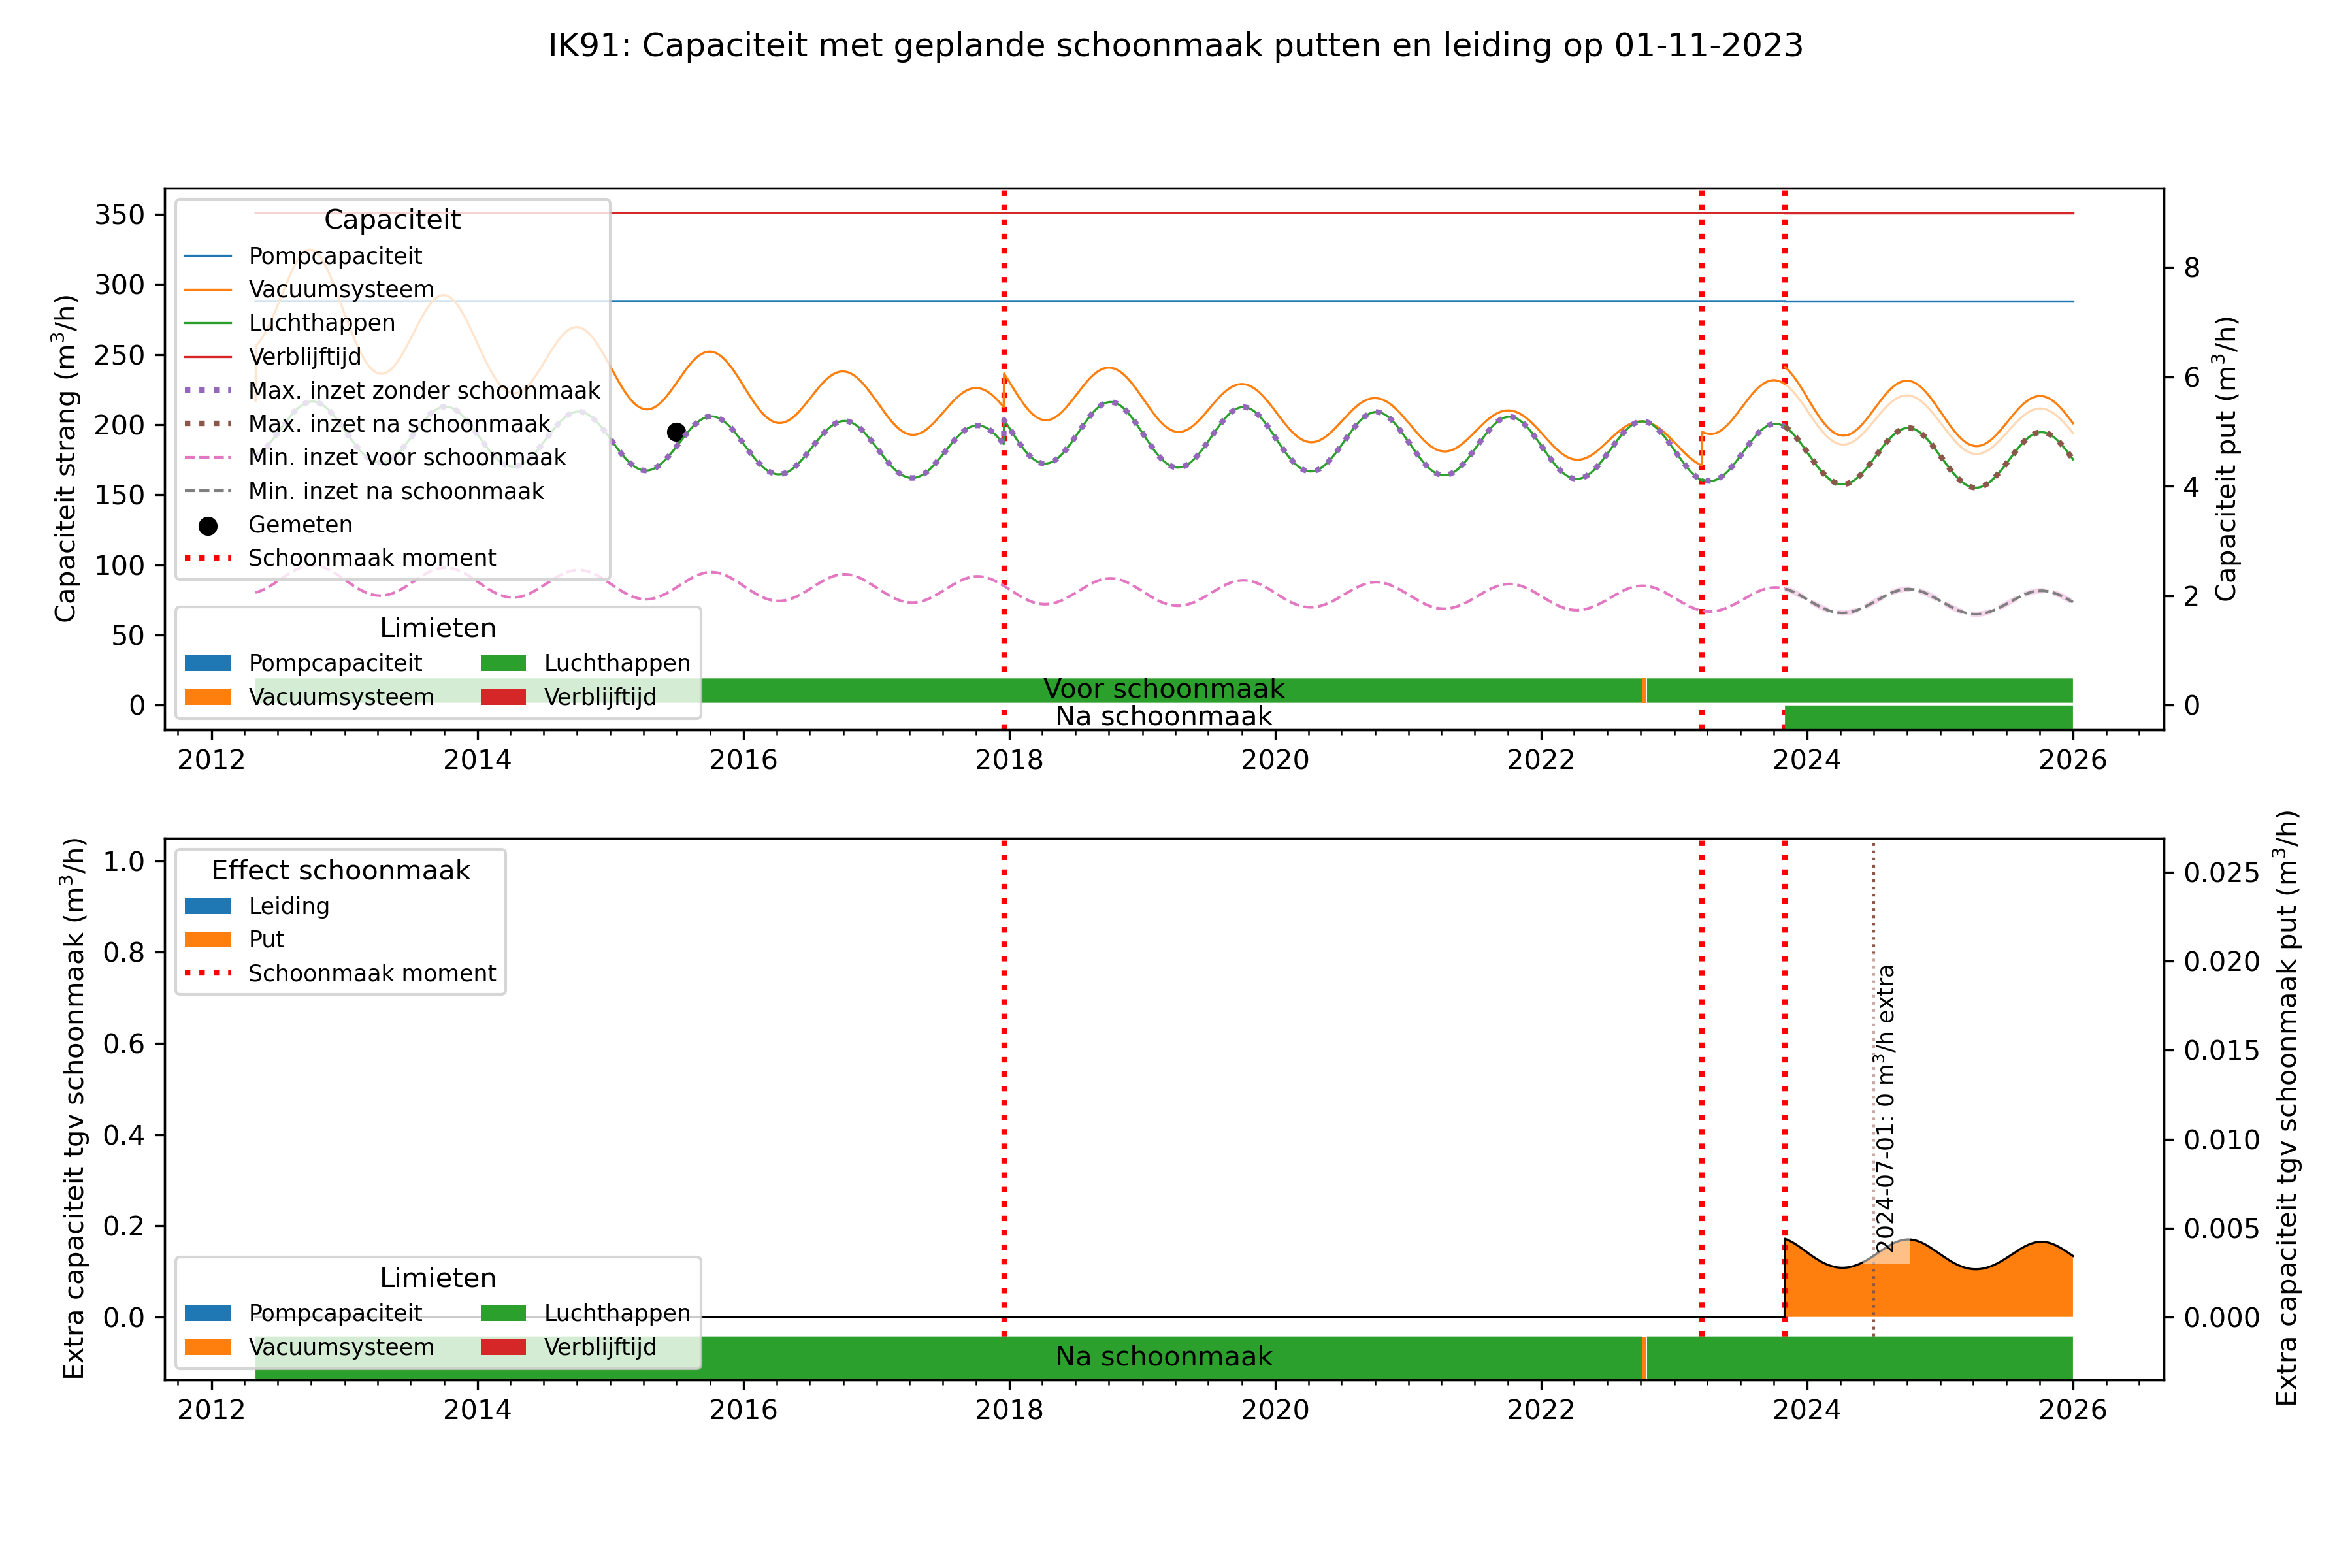 IK91: Capaciteit met geplande schoonmaak putten en leiding op 01-11-2023
Capaciteit strang (m³/h)
350
300
250
200
150
100
50
0
Capaciteit
Pompcapaciteit
Vacuumsysteem
Luchthappen
Verblijftijd
Max. inzet zonder schoonmaak
Max. inzet na schoonmaak
Min. inzet voor schoonmaak
Min. inzet na schoonmaak
Gemeten
Schoonmaak moment
Limieten
Pompcapaciteit Luchthappen
Vacuumsysteem Verblijftijd
Voor schoonmaak
Na schoonmaak
8
6
4
2
0
Capaciteit put (m³/h)
2012 2014 2016 2018 2020 2022 2024 2026
Extra capaciteit tgv schoonmaak (m³/h)
1.0
0.8
0.6
0.4
0.2
0.0
Effect schoonmaak
Leiding
Put
Schoonmaak moment
Limieten
Pompcapaciteit Luchthappen
Vacuumsysteem Verblijftijd
Na schoonmaak
2024-07-01: 0 m³/h extra
0.025
0.020
0.015
0.010
0.005
0.000
Extra capaciteit tgv schoonmaak put (m³/h)
2012 2014 2016 2018 2020 2022 2024 2026